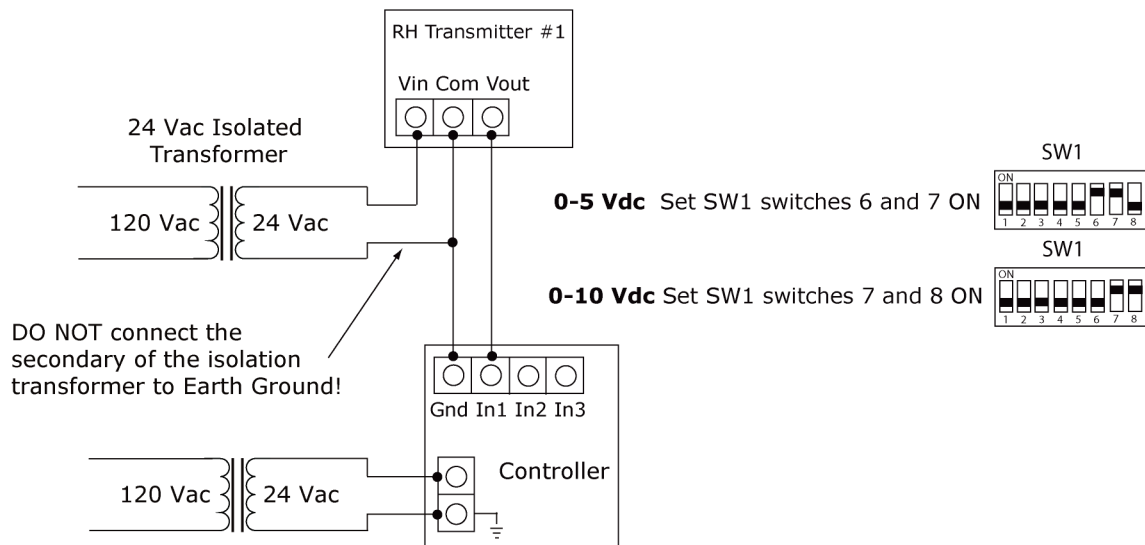 RH Transmitter #1
Vin Com Vout
24 Vac Isolated
Transformer
120 Vac
24 Vac
SW1
0-5 Vdc Set SW1 switches 6 and 7 ON
ON
1 2 3 4 5 6 7 8
SW1
0-10 Vdc Set SW1 switches 7 and 8 ON
ON
1 2 3 4 5 6 7 8
DO NOT connect the
secondary of the isolation
transformer to Earth Ground!
Gnd In1 In2 In3
Controller
120 Vac
24 Vac